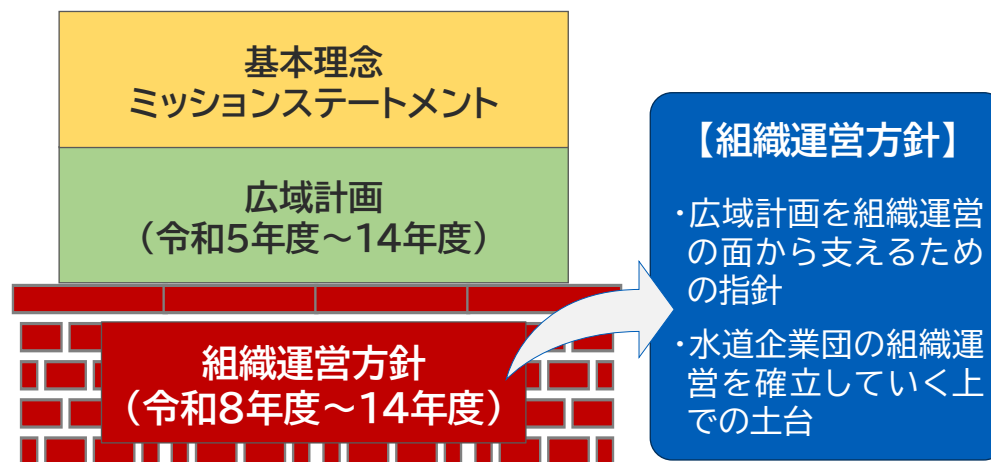 基本理念
ミッションステートメント
広域計画
（令和5年度～14年度）
組織運営方針
（令和8年度～14年度）
【組織運営方針】
・広域計画を組織運営
の面から支えるため
の指針
・水道企業団の組織運
営を確立していく上
での土台